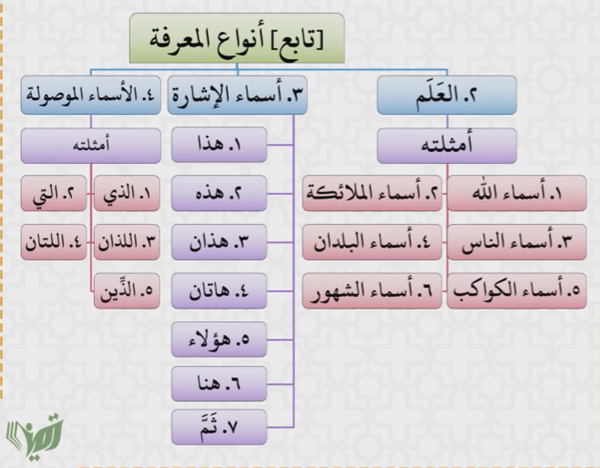 [تابع] أنواع المعرفة
٢. العَلَم
أمثلته
١. أسماء الله
٢. أسماء الملائكة
٣. أسماء الناس
٤. أسماء البلدان
٥. أسماء الكواكب
٦. أسماء الشهور
٣. أسماء الإشارة
١. هذا
٢. هذه
٣. هذان
٤. هاتان
٥. هؤلاء
٦. هنا
٧. ثَمَّ
٤. الأسماء الموصولة
أمثلته
١. الذي
٢. التي
٣. اللذان
٤. اللتان
٥. الذِّين
تميز